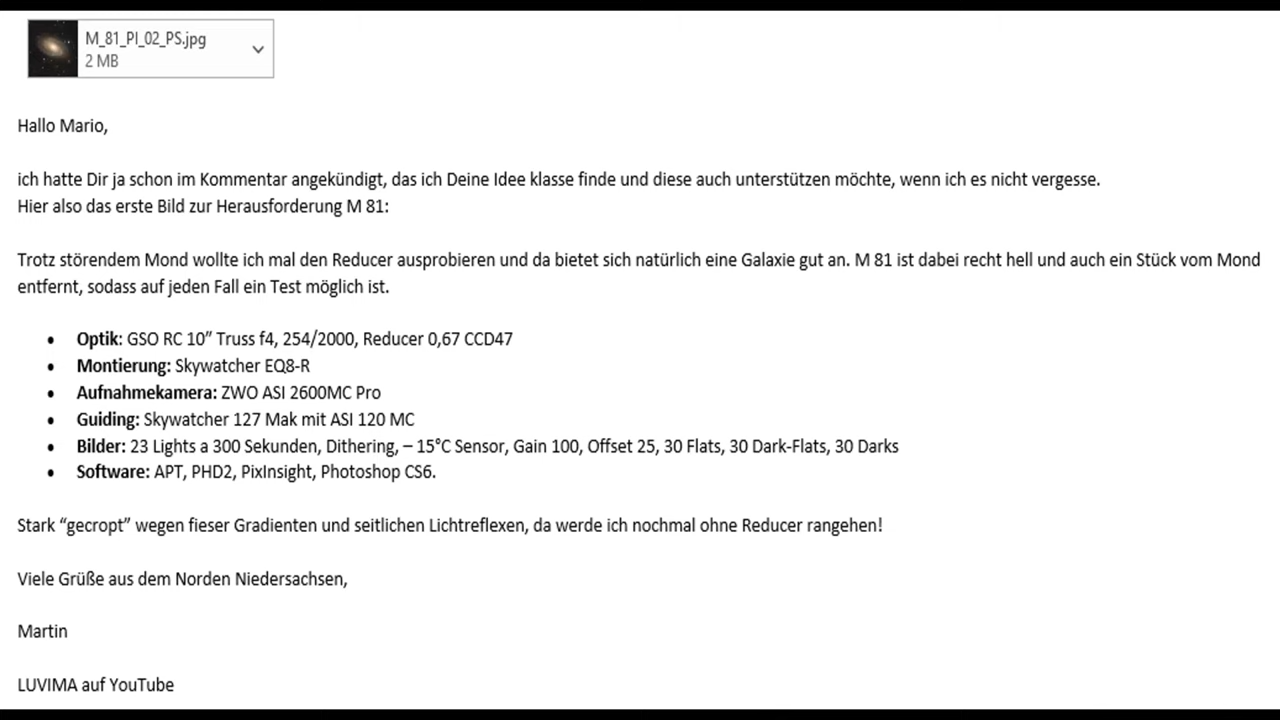 M_81_PI_02_PS.jpg
2 MB
Hallo Mario,
ich hatte Dir ja schon im Kommentar angekündigt, das ich Deine Idee klasse finde und diese auch unterstützen möchte, wenn ich es nicht vergesse.
Hier also das erste Bild zur Herausforderung M 81:
Trotz störendem Mond wollte ich mal den Reducer ausprobieren und da bietet sich natürlich eine Galaxie gut an. M 81 ist dabei recht hell und auch ein Stück vom Mond
entfernt, sodass auf jeden Fall ein Test möglich ist.
• Optik: GSO RC 10” Truss f4, 254/2000, Reducer 0,67 CCD47
• Montierung: Skywatcher EQ8-R
• Aufnahmekamera: ZWO ASI 2600MC Pro
• Guiding: Skywatcher 127 Mak mit ASI 120 MC
• Bilder: 23 Lights a 300 Sekunden, Dithering, – 15°C Sensor, Gain 100, Offset 25, 30 Flats, 30 Dark-Flats, 30 Darks
• Software: APT, PHD2, PixInsight, Photoshop CS6.
Stark “gecropt” wegen fieser Gradienten und seitlichen Lichtreflexen, da werde ich nochmal ohne Reducer rangehen!
Viele Grüße aus dem Norden Niedersachsen,
Martin
LUVIMA auf YouTube